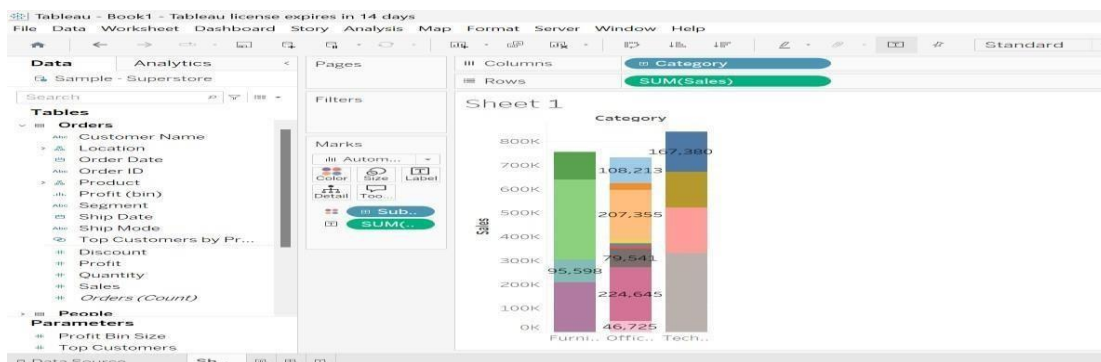 Tableau - Book1 - Tableau license expires in 14 days
File Data Worksheet Dashboard Story Analysis Map Format Server Window Help
Standard
Data Analytics
Sample - Superstore
Search
Tables
Orders
Abc Customer Name
Location
Order Date
Abc Order ID
Product
Profit (bin)
Abc Segment
Ship Date
Abc Ship Mode
Top Customers by Pr...
Discount
Profit
Quantity
Sales
Orders (Count)
People
Parameters
Profit Bin Size
Top Customers
Data Source Sh
Pages
Filters
Marks
Autom...
Color Size Label
Detail Too...
Sub..
SUM(..
Columns Category
Rows SUM(Sales)
Sheet 1
Category
Sales
800K
700K
600K
500K
400K
300K
200K
100K
0K
95,598
108,213
207,355
79,541
224,645
46,725
167,380
Furni.. Offic.. Tech..